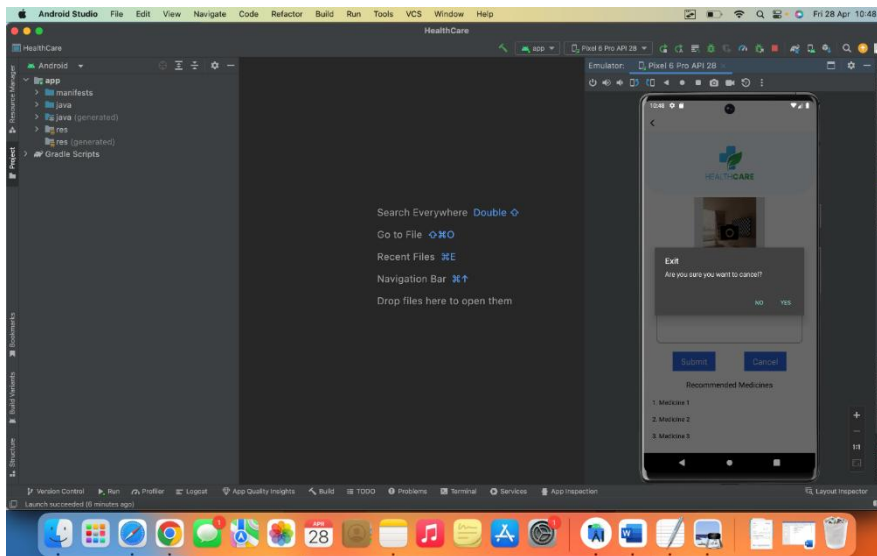 Android Studio File Edit View Navigate Code Refactor Build Run Tools VCS Window Help Fri 28 Apr 10:48
HealthCare
HealthCare app Pixel 6 Pro API 28
Android Emulator: Pixel 6 Pro API 28
app
manifests
java
java (generated)
res
res (generated)
Gradle Scripts
Resource Manager
Project
Bookmarks
Build Variants
Structure
Search Everywhere Double
Go to File ⇧⌘O
Recent Files ⌘E
Navigation Bar ⌘↑
Drop files here to open them
10:48
HEALTHCARE
Exit
Are you sure you want to cancel?
NO YES
Submit Cancel
Recommended Medicines
1. Medicine 1
2. Medicine 2
3. Medicine 3
1:1
Version Control Run Profiler Logcat App Quality Insights Build TODO Problems Terminal Services App Inspection Layout Inspector
Launch succeeded (6 minutes ago)
APR
28